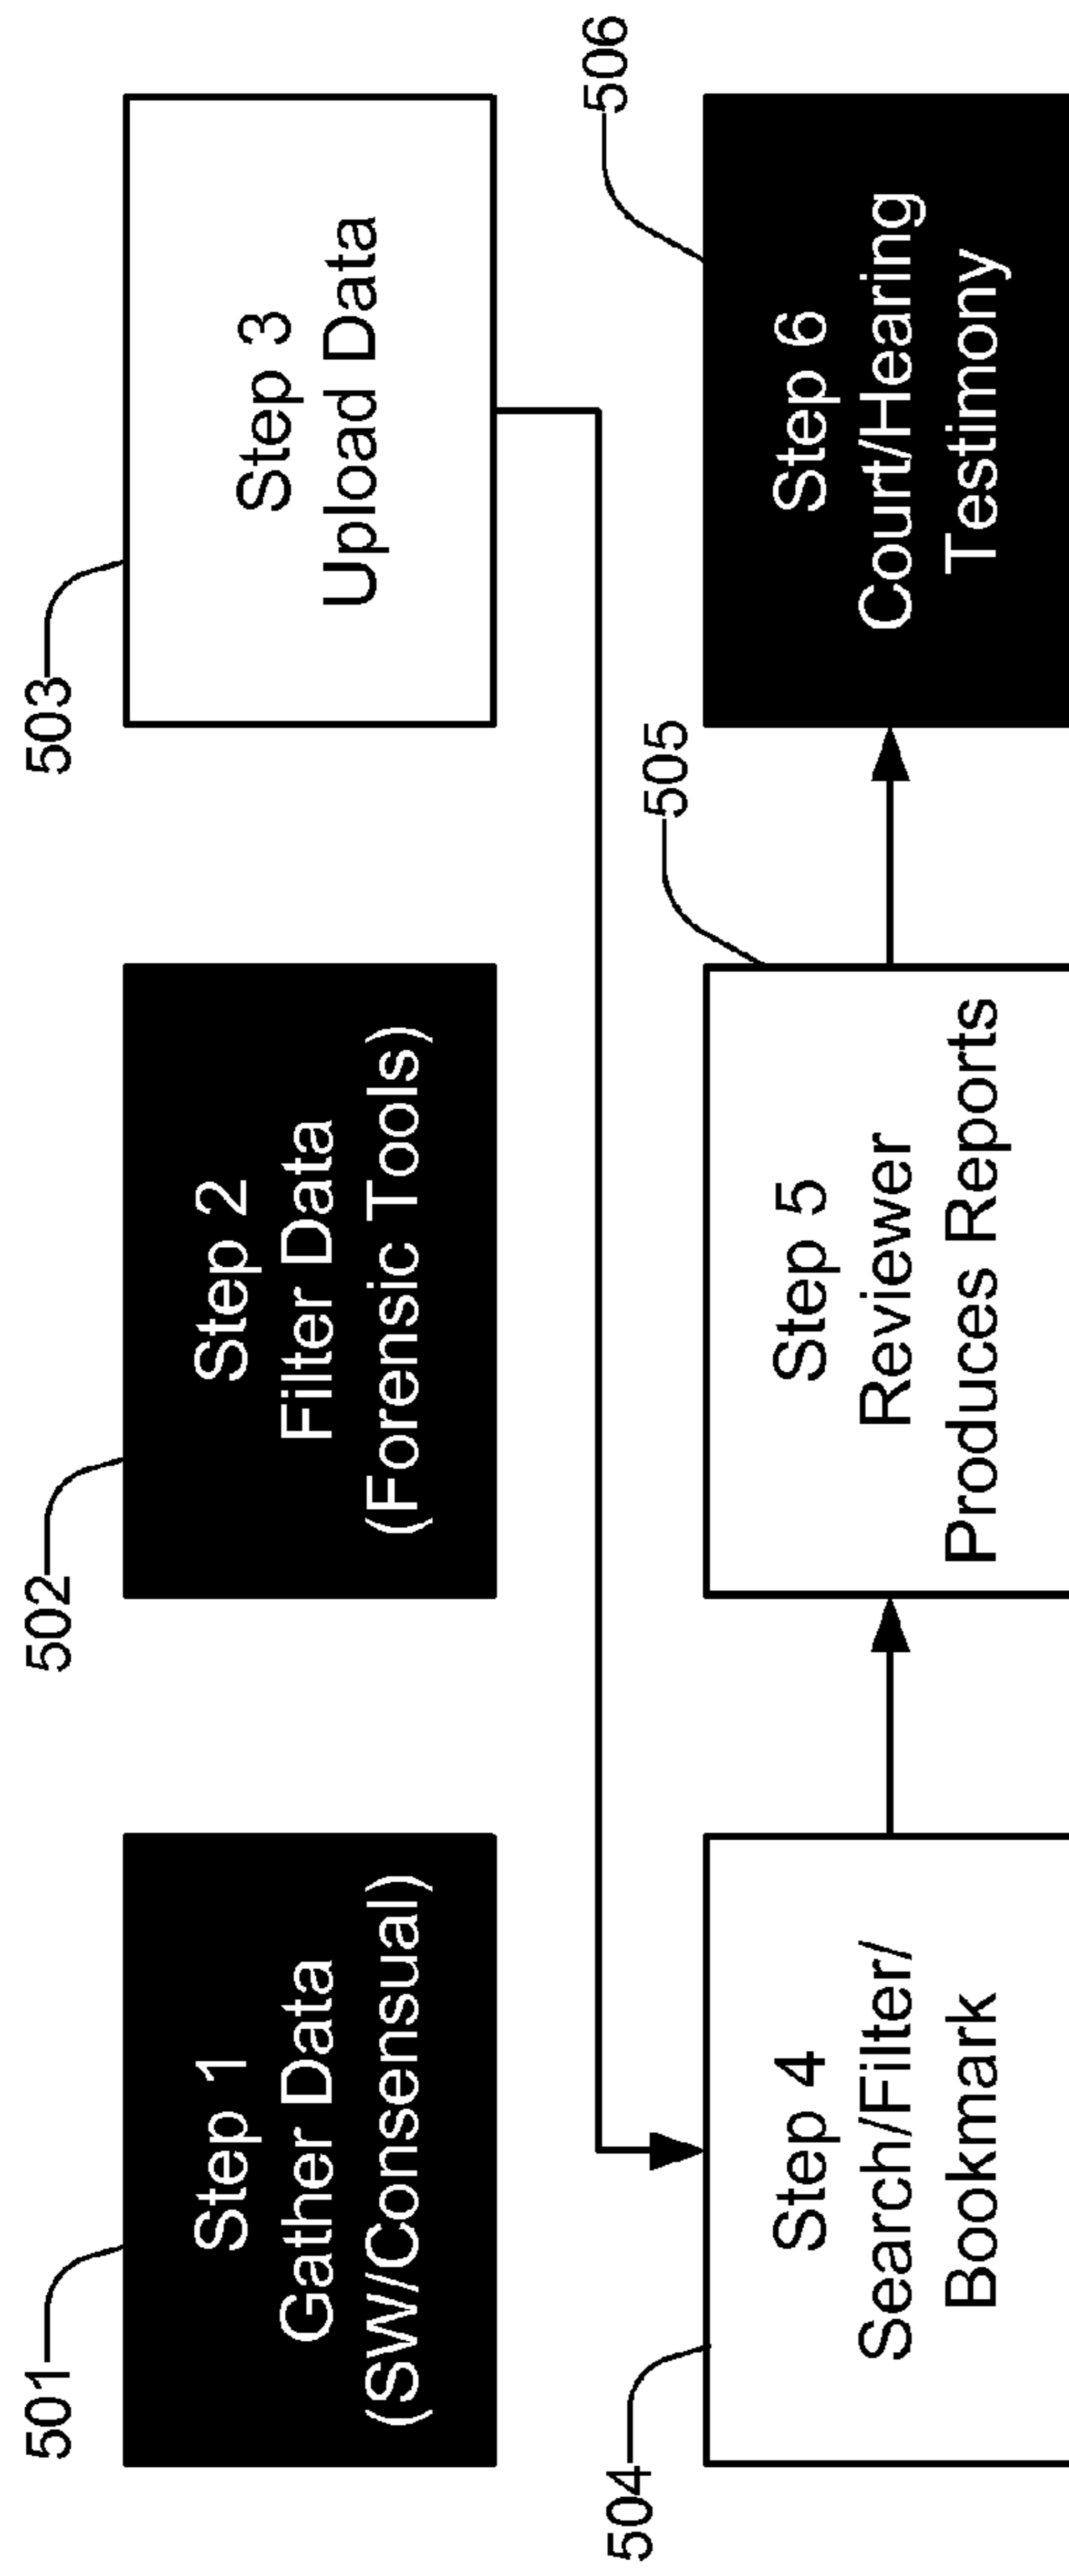 501
Step 1
Gather Data
(SW/Consensual)
502
Step 2
Filter Data
(Forensic Tools)
503
Step 3
Upload Data
504
Step 4
Search/Filter/
Bookmark
505
Step 5
Reviewer
Produces Reports
506
Step 6
Court/Hearing
Testimony